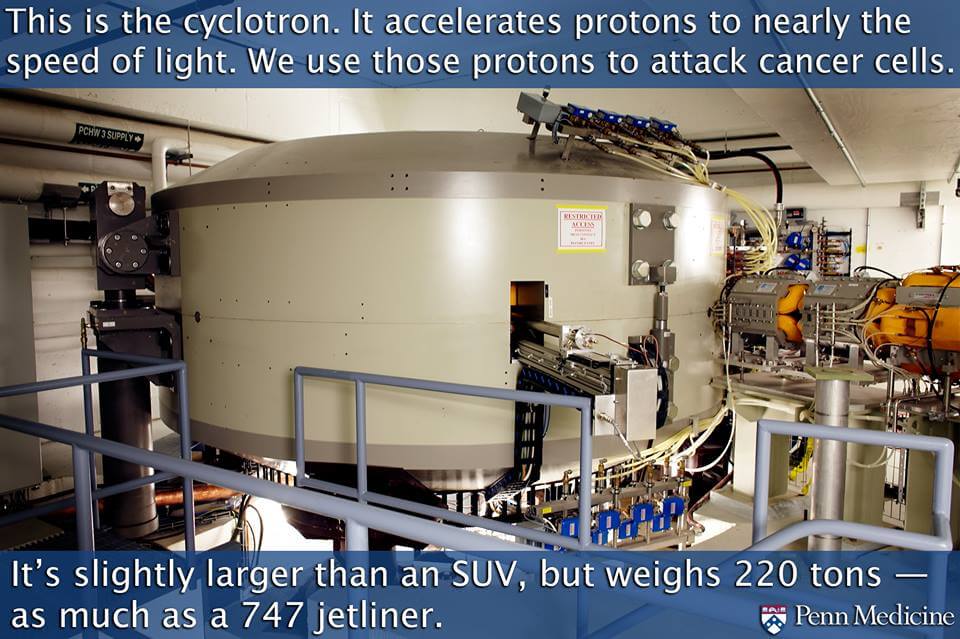 This is the cyclotron. It accelerates protons to nearly the
speed of light. We use those protons to attack cancer cells.
PCHW 3 SUPPLY
RESTRICTED
ACCESS
It's slightly larger than an SUV, but weighs 220 tons —
as much as a 747 jetliner.
Penn Medicine